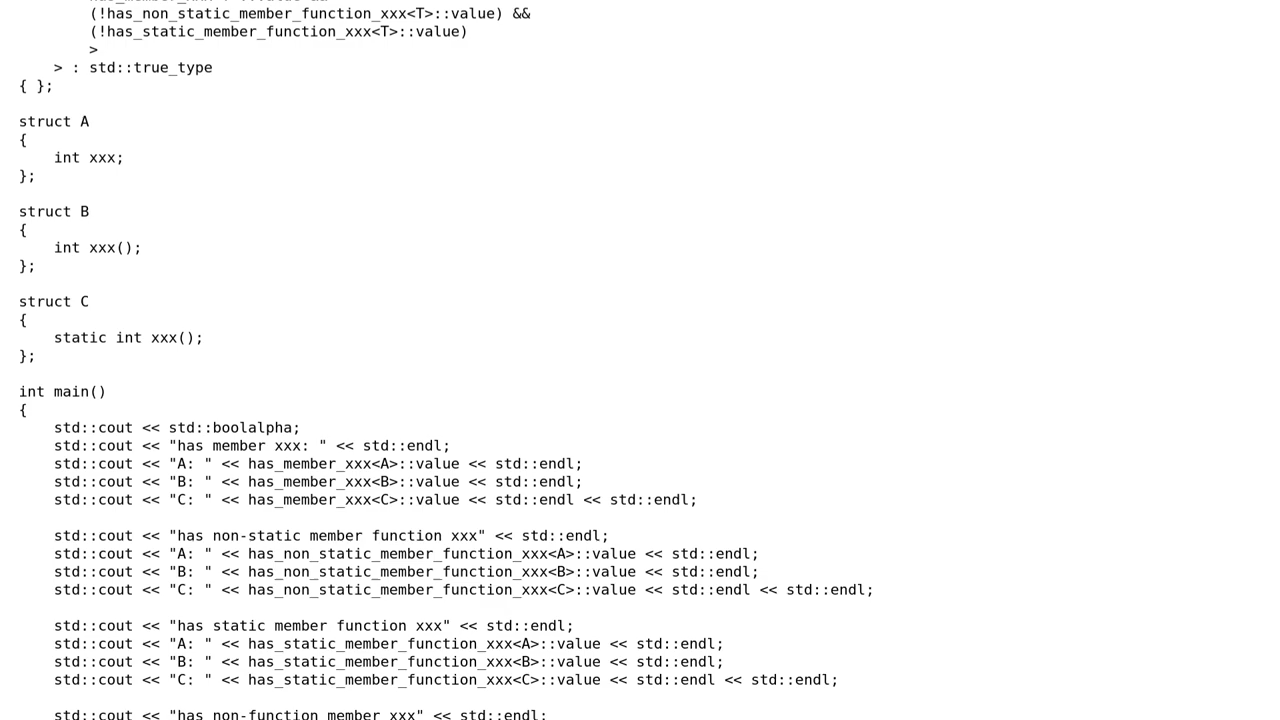 (!has_non_static_member_function_xxx<T>::value) &&
(!has_static_member_function_xxx<T>::value)
>
> : std::true_type
{ };
struct A
{
int xxx;
};
struct B
{
int xxx();
};
struct C
{
static int xxx();
};
int main()
{
std::cout << std::boolalpha;
std::cout << "has member xxx: " << std::endl;
std::cout << "A: " << has_member_xxx<A>::value << std::endl;
std::cout << "B: " << has_member_xxx<B>::value << std::endl;
std::cout << "C: " << has_member_xxx<C>::value << std::endl << std::endl;
std::cout << "has non-static member function xxx" << std::endl;
std::cout << "A: " << has_non_static_member_function_xxx<A>::value << std::endl;
std::cout << "B: " << has_non_static_member_function_xxx<B>::value << std::endl;
std::cout << "C: " << has_non_static_member_function_xxx<C>::value << std::endl << std::endl;
std::cout << "has static member function xxx" << std::endl;
std::cout << "A: " << has_static_member_function_xxx<A>::value << std::endl;
std::cout << "B: " << has_static_member_function_xxx<B>::value << std::endl;
std::cout << "C: " << has_static_member_function_xxx<C>::value << std::endl << std::endl;
std::cout << "has non-function member xxx" << std::endl;